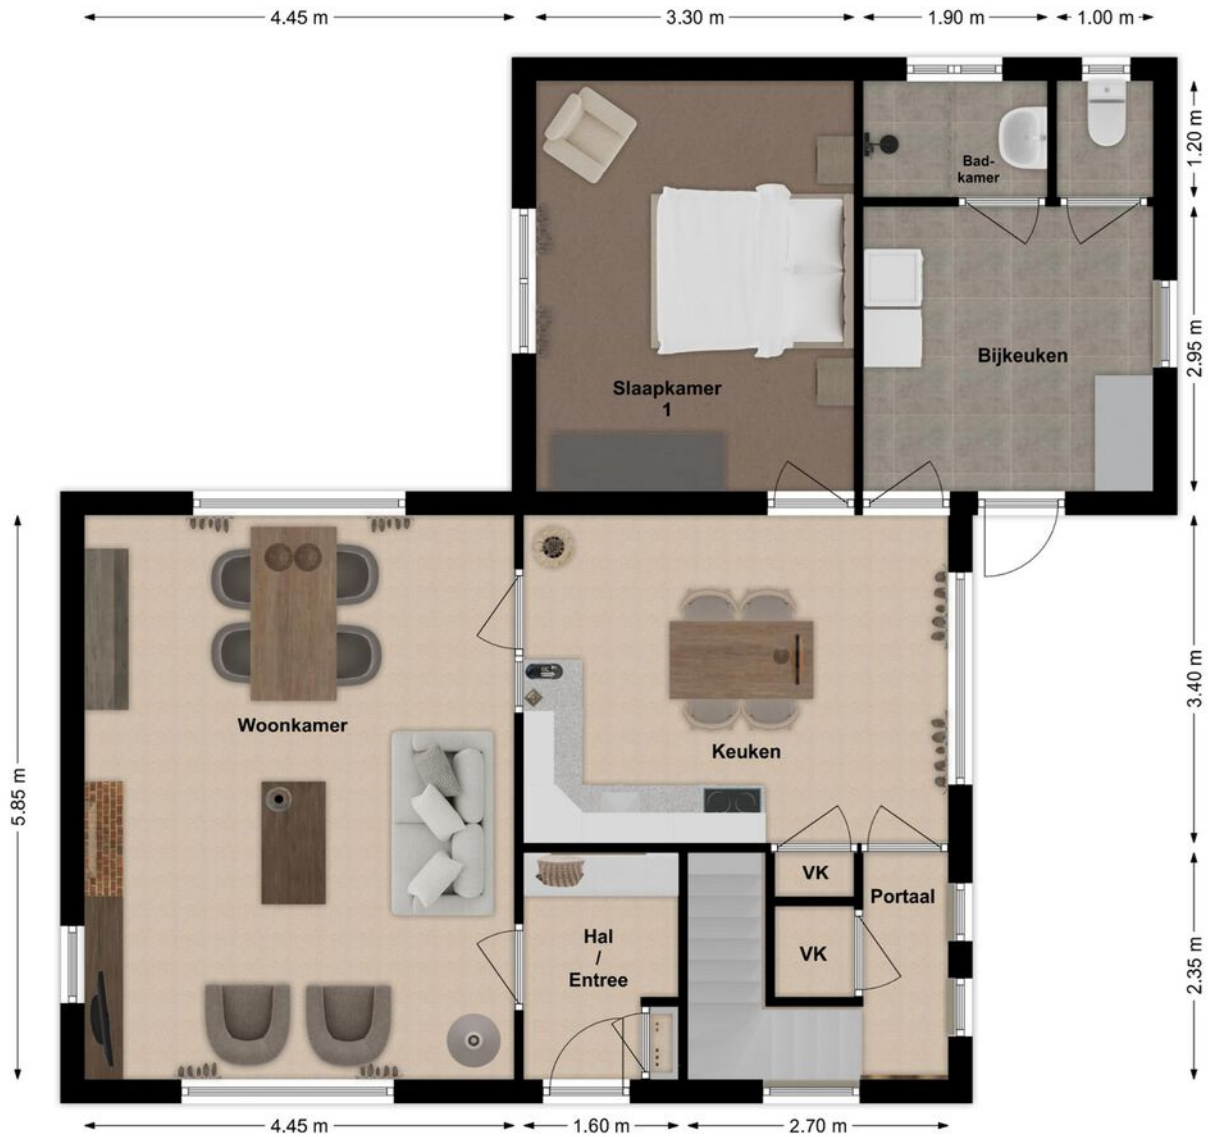 4.45 m
3.30 m
1.90 m
1.00 m
1.20 m
Bad-
kamer
2.95 m
Bijkeuken
Slaapkamer
1
Woonkamer
Keuken
3.40 m
5.85 m
VK
Portaal
VK
Hal
/
Entree
2.35 m
4.45 m
1.60 m
2.70 m